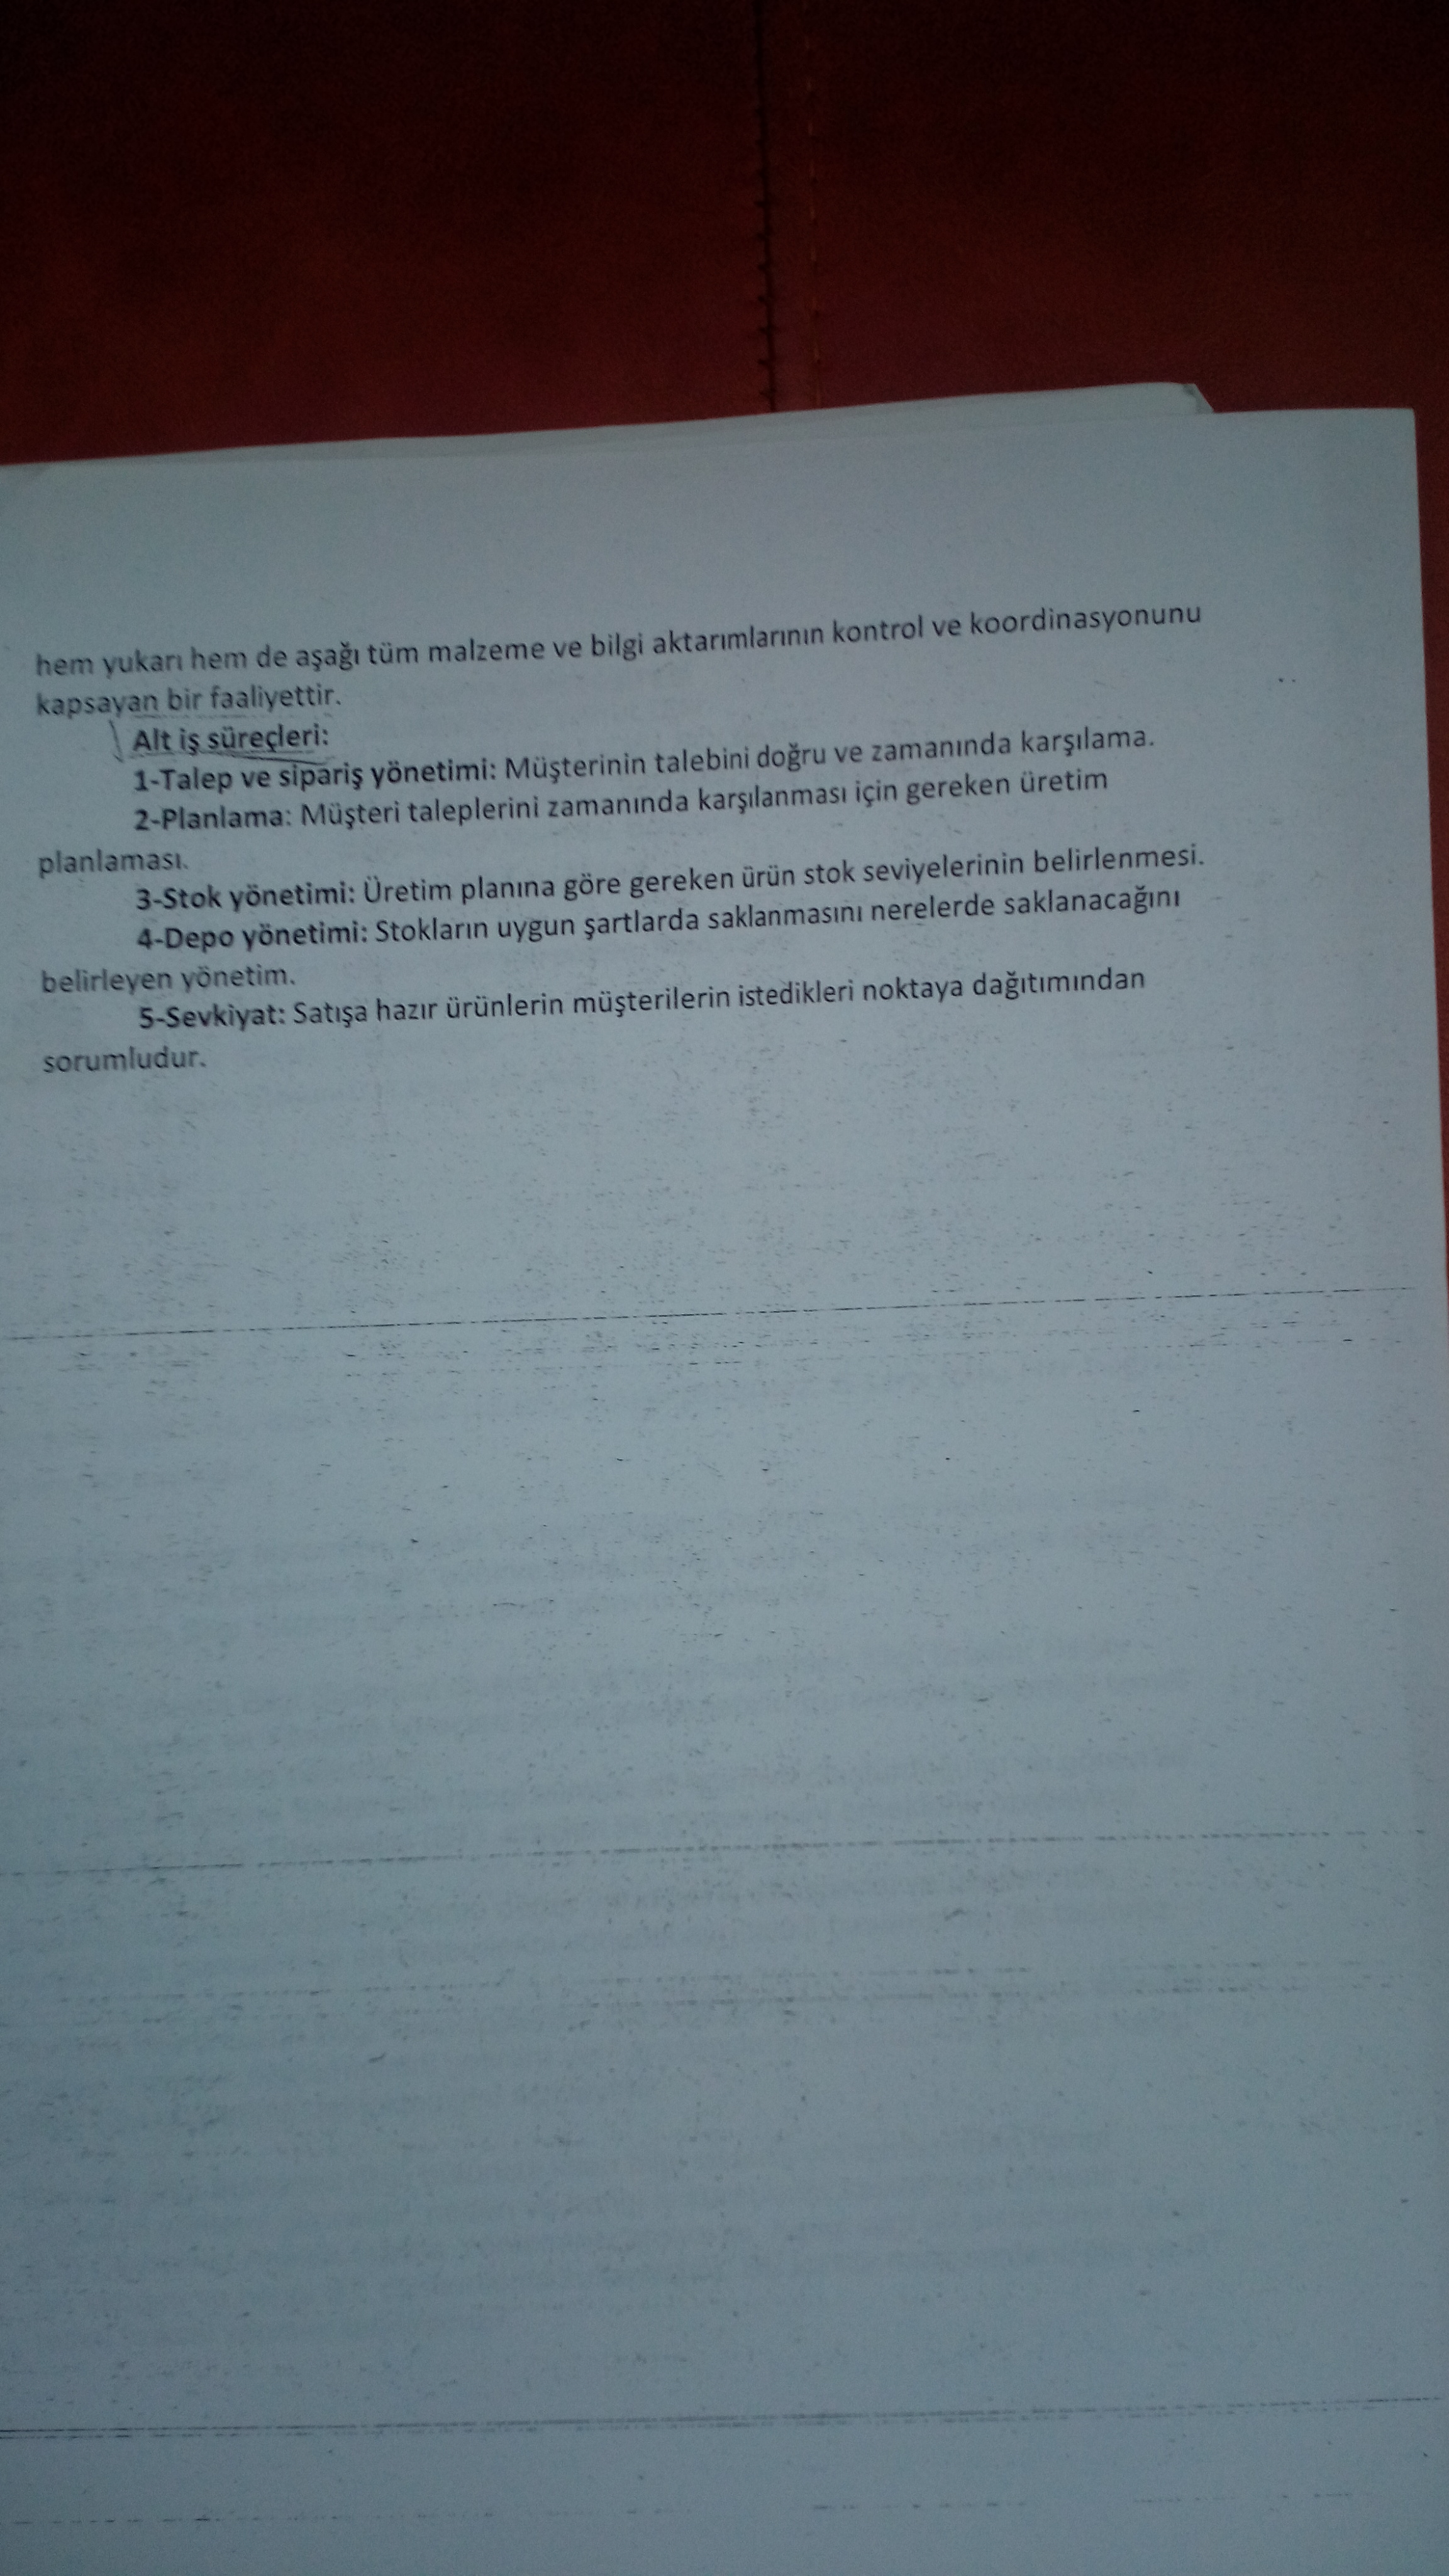 hem yukarı hem de aşağı tüm malzeme ve bilgi aktarımlarının kontrol ve koordinasyonunu
kapsayan bir faaliyettir.
Alt iş süreçleri:
1-Talep ve sipariş yönetimi: Müşterinin talebini doğru ve zamanında karşılama.
2-Planlama: Müşteri taleplerini zamanında karşılanması için gereken üretim
planlaması.
3-Stok yönetimi: Üretim planına göre gereken ürün stok seviyelerinin belirlenmesi.
4-Depo yönetimi: Stokların uygun şartlarda saklanmasını nerelerde saklanacağını
belirleyen yönetim.
5-Sevkiyat: Satışa hazır ürünlerin müşterilerin istedikleri noktaya dağıtımından
sorumludur.